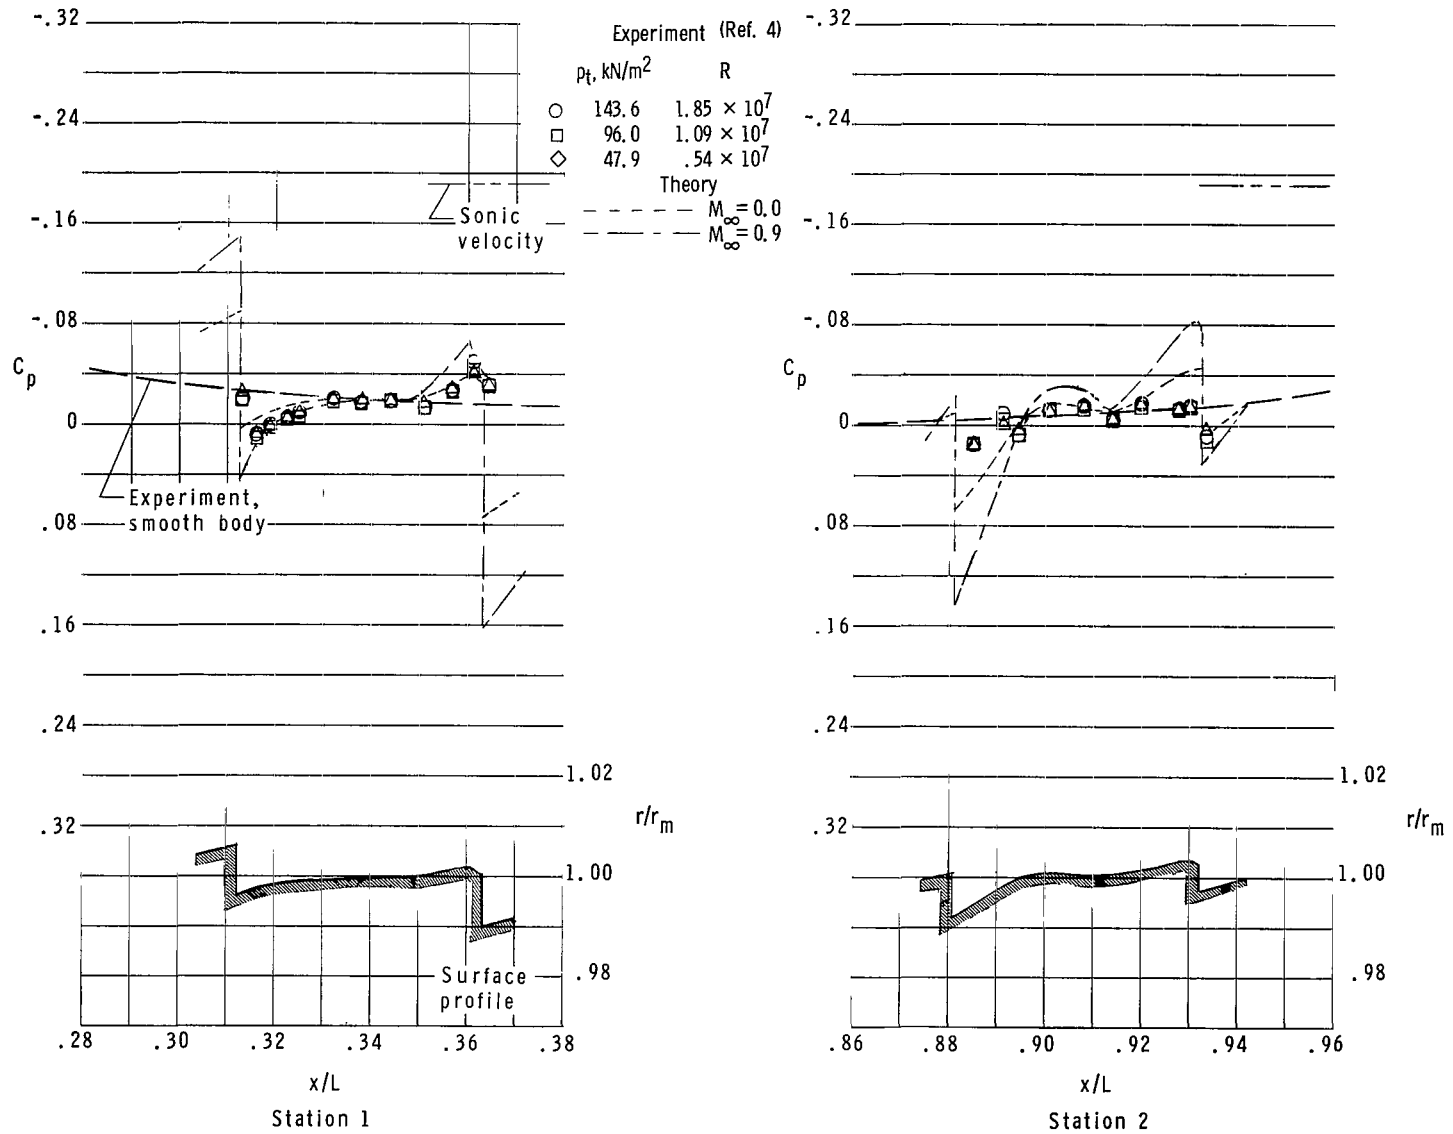 -.32
-.24
-.16
-.08
0
.08
.16
.24
.32
C_p
Experiment (Ref. 4)
p_t, kN/m² R
○ 143.6 1.85 × 10⁷
□ 96.0 1.09 × 10⁷
◇ 47.9 .54 × 10⁷
Theory
M_∞ = 0.0
M_∞ = 0.9
Sonic
velocity
Experiment,
smooth body
1.02
r/r_m
1.00
.98
Surface
profile
.28 .30 .32 .34 .36 .38
x/L
Station 1
-.32
-.24
-.16
-.08
0
.08
.16
.24
.32
C_p
1.02
r/r_m
1.00
.98
.86 .88 .90 .92 .94 .96
x/L
Station 2